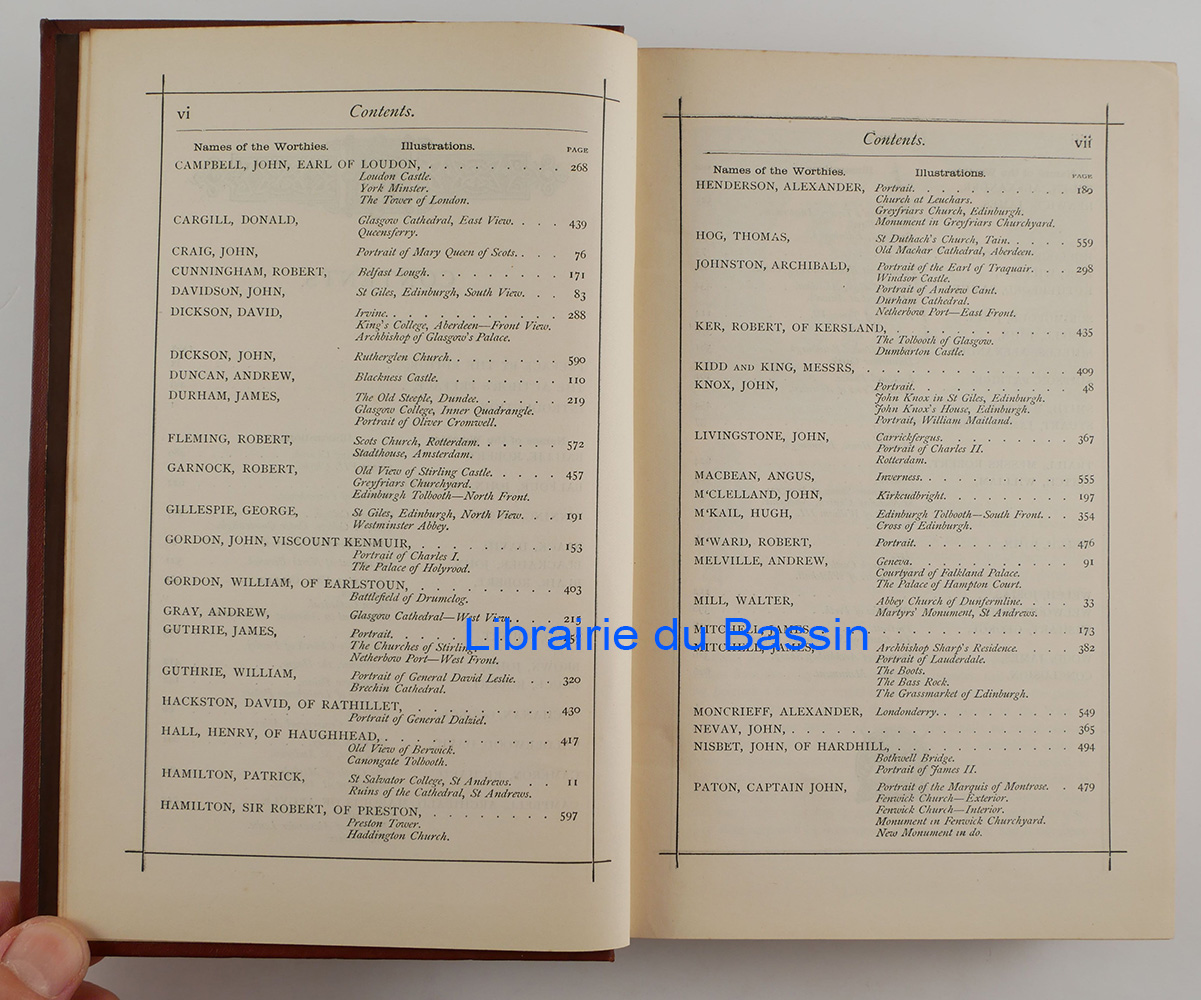 vi Contents.
Names of the Worthies. Illustrations. PAGE
CAMPBELL, JOHN, EARL OF LOUDON, . . . . . . . . . 268
Loudon Castle.
York Minster.
The Tower of London.
CARGILL, DONALD, Glasgow Cathedral, East View. . . . 439
Queensferry.
CRAIG, JOHN, Portrait of Mary Queen of Scots. . . . 76
CUNNINGHAM, ROBERT, Belfast Lough. . . . . . . . . 171
DAVIDSON, JOHN, St Giles, Edinburgh, South View. . . 83
DICKSON, DAVID, Irvine. . . . . . . . . . . . 288
King's College, Aberdeen—Front View.
Archbishop of Glasgow's Palace.
DICKSON, JOHN, Rutherglen Church. . . . . . . . 590
DUNCAN, ANDREW, Blackness Castle. . . . . . . . . 110
DURHAM, JAMES, The Old Steeple, Dundee. . . . . . 219
Glasgow College, Inner Quadrangle.
Portrait of Oliver Cromwell.
FLEMING, ROBERT, Scots Church, Rotterdam. . . . . . 572
Stadthouse, Amsterdam.
GARNOCK, ROBERT, Old View of Stirling Castle. . . . . 457
Greyfriars Churchyard.
Edinburgh Tolbooth—North Front.
GILLESPIE, GEORGE, St Giles, Edinburgh, North View. . . 191
Westminster Abbey.
GORDON, JOHN, VISCOUNT KENMUIR, . . . . . . . . . 153
Portrait of Charles I.
The Palace of Holyrood.
GORDON, WILLIAM, OF EARLSTOUN, . . . . . . . . . 403
Battlefield of Drumclog.
GRAY, ANDREW, Glasgow Cathedral—West View. . . . 215
GUTHRIE, JAMES, Portrait. . . . . . . . . . .
The Churches of Stirling.
Netherbow Port—West Front.
GUTHRIE, WILLIAM, Portrait of General David Leslie. . . 320
Brechin Cathedral.
HACKSTON, DAVID, OF RATHILLET, . . . . . . . . . 430
Portrait of General Dalziel.
HALL, HENRY, OF HAUGHHEAD, . . . . . . . . . . 417
Old View of Berwick.
Canongate Tolbooth.
HAMILTON, PATRICK, St Salvator College, St Andrews. . . 11
Ruins of the Cathedral, St Andrews.
HAMILTON, SIR ROBERT, OF PRESTON, . . . . . . . . 597
Preston Tower.
Haddington Church.
Contents. vii
Names of the Worthies. Illustrations. PAGE
HENDERSON, ALEXANDER, Portrait. . . . . . . . . . . 180
Church at Leuchars.
Greyfriars Church, Edinburgh.
Monument in Greyfriars Churchyard.
HOG, THOMAS, St Duthach's Church, Tain. . . . . 559
Old Machar Cathedral, Aberdeen.
JOHNSTON, ARCHIBALD, Portrait of the Earl of Traquair. . . 298
Windsor Castle.
Portrait of Andrew Cant.
Durham Cathedral.
Netherbow Port—East Front.
KER, ROBERT, OF KERSLAND, . . . . . . . . . . . 435
The Tolbooth of Glasgow.
Dumbarton Castle.
KIDD AND KING, MESSRS, . . . . . . . . . . . . . 409
KNOX, JOHN, Portrait. . . . . . . . . . . 48
John Knox in St Giles, Edinburgh.
John Knox's House, Edinburgh.
Portrait, William Maitland.
LIVINGSTONE, JOHN, Carrickfergus. . . . . . . . . 367
Portrait of Charles II.
Rotterdam.
MACBEAN, ANGUS, Inverness. . . . . . . . . . . 555
M'CLELLAND, JOHN, Kirkcudbright. . . . . . . . . 197
M'KAIL, HUGH, Edinburgh Tolbooth—South Front. . . 354
Cross of Edinburgh.
M'WARD, ROBERT, Portrait. . . . . . . . . . . 476
MELVILLE, ANDREW, Geneva. . . . . . . . . . . . 91
Courtyard of Falkland Palace.
The Palace of Hampton Court.
MILL, WALTER, Abbey Church of Dunfermline. . . . 33
Martyrs' Monument, St Andrews.
MITCHELL, JAMES, . . . . . . . . . . . . . 173
MITCHELL, JAMES, Archbishop Sharp's Residence. . . . 382
Portrait of Lauderdale.
The Boots.
The Bass Rock.
The Grassmarket of Edinburgh.
MONCRIEFF, ALEXANDER, Londonderry. . . . . . . . . . 549
NEVAY, JOHN, . . . . . . . . . . . . . . . . 365
NISBET, JOHN, OF HARDHILL, . . . . . . . . . . . 494
Bothwell Bridge.
Portrait of James II.
PATON, CAPTAIN JOHN, Portrait of the Marquis of Montrose. . 479
Fenwick Church—Exterior.
Fenwick Church—Interior.
Monument in Fenwick Churchyard.
New Monument in do.
Librairie du Bassin